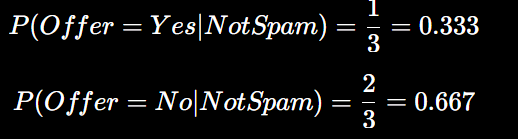 P(Offer = Yes|NotSpam) = 1/3 = 0.333
P(Offer = No|NotSpam) = 2/3 = 0.667